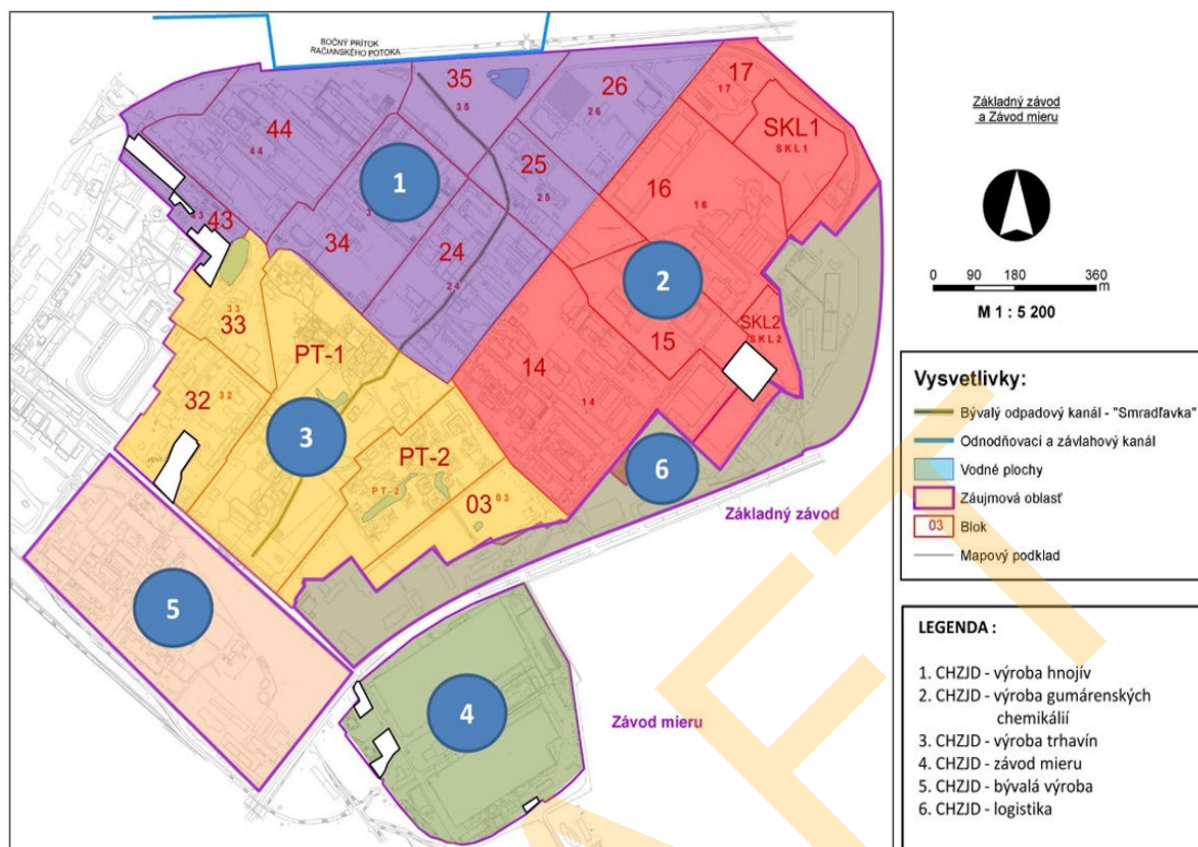 BOČNÝ PRÍTOK
RAČIANSKEHO POTOKA
35
35
26
26
17
17
SKL1
SKL1
44
44
1
25
25
16
16
43
34
24
24
2
33
33
PT-1
SKL2
SKL2
15
14
14
32
32
3
PT-2
PT-2
03
03
6
Základný závod
5
4
Závod mieru
Základný závod
a Závod mieru
0 90 180 360
m
M 1 : 5 200
Vysvetlivky:
Bývalý odpadový kanál - "Smradľavka"
Odnodňovací a závlahový kanál
Vodné plochy
Záujmová oblasť
03 Blok
Mapový podklad
LEGENDA :
1. CHZJD - výroba hnojív
2. CHZJD - výroba gumárenských
chemikálií
3. CHZJD - výroba trhavín
4. CHZJD - závod mieru
5. CHZJD - bývalá výroba
6. CHZJD - logistika